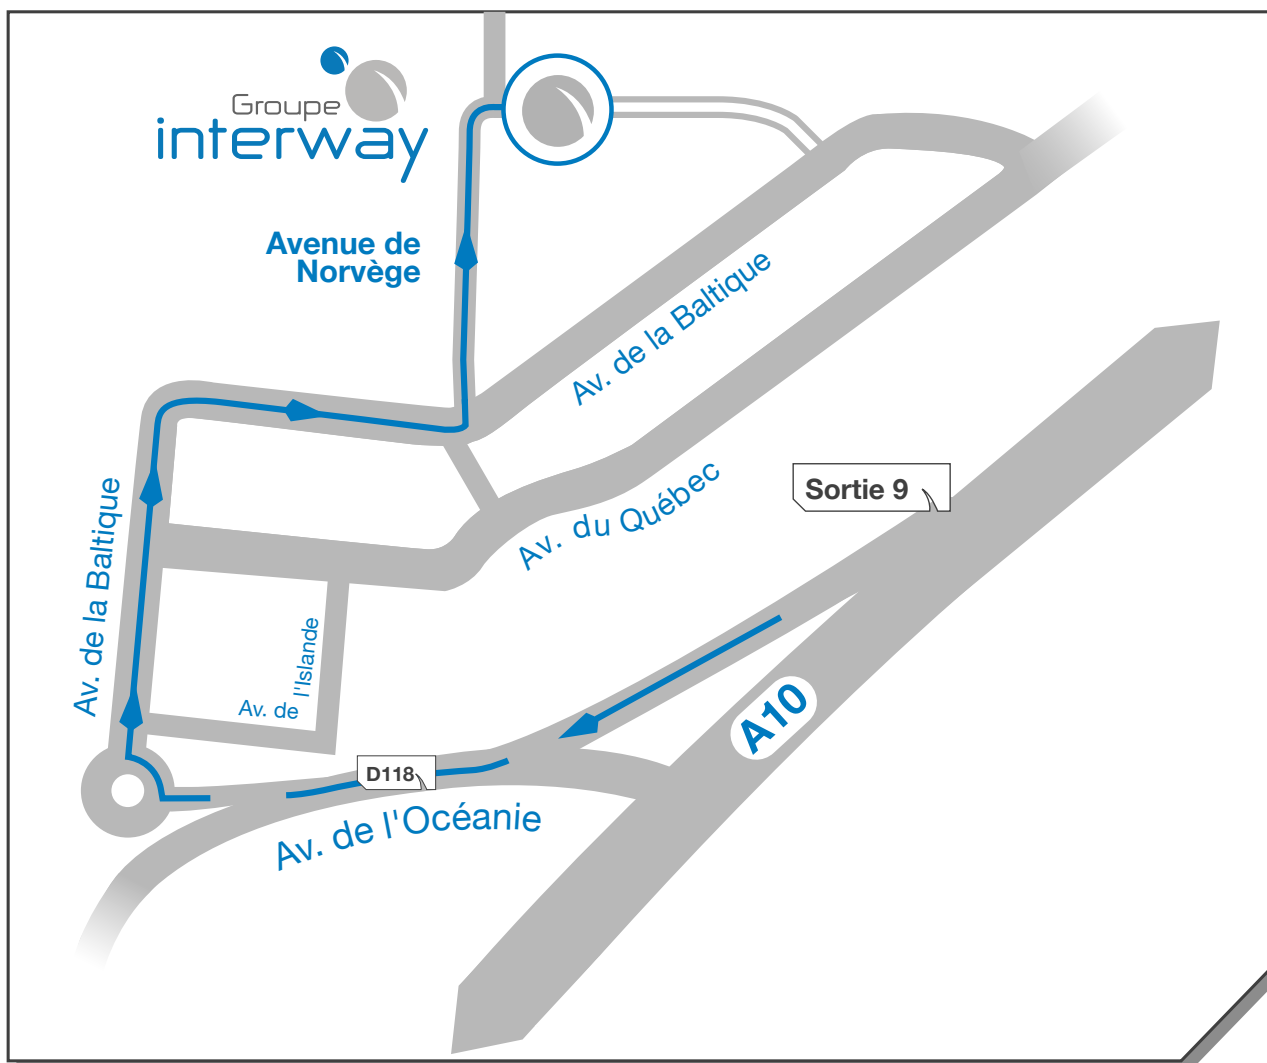 Groupe
interway
Avenue de
Norvège
Av. de la Baltique
Sortie 9
Av. du Québec
Av. de la Baltique
Av. de l'Islande
A10
D118
Av. de l'Océanie